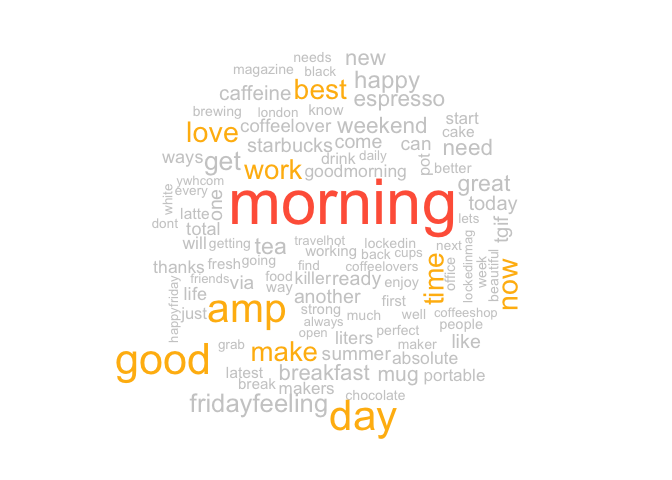 needs
new
magazine
black
happy
caffeine
best
espresso
brewing
london
know
start
love
coffeelover
weekend
cake
starbucks
come
can
need
ways
get
work
drink
daily
goodmorning
pot
better
ywhcom
every
white
one
morning
great
today
latte
dont
total
lets
tgif
will
getting
tea
travelhot
working
lockedin
back
cups
next
thanks
fresh
going
find
coffeelovers
time
office
lockedinmag
week
beautiful
now
friends
via
food
way
killer
ready
enjoy
life
happyfriday
just
amp
another
strong
first
always
much
well
coffeeshop
people
open
liters
perfect
good
grab
make
summer
maker
absolute
like
latest
breakfast
mug
portable
break
makers
chocolate
fridayfeeling
day